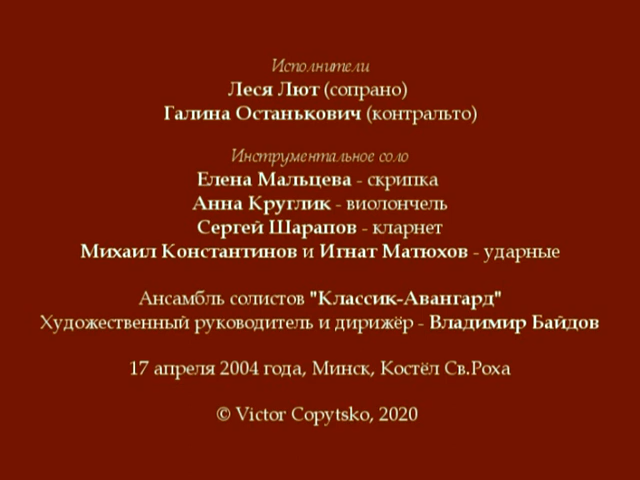 Исполнители
Леся Лют (сопрано)
Галина Останькович (контральто)
Инструментальное соло
Елена Мальцева - скрипка
Анна Круглик - виолончель
Сергей Шарапов - кларнет
Михаил Константинов и Игнат Матюхов - ударные
Ансамбль солистов "Классик-Авангард"
Художественный руководитель и дирижёр - Владимир Байдов
17 апреля 2004 года, Минск, Костёл Св.Роха
© Victor Copytsko, 2020